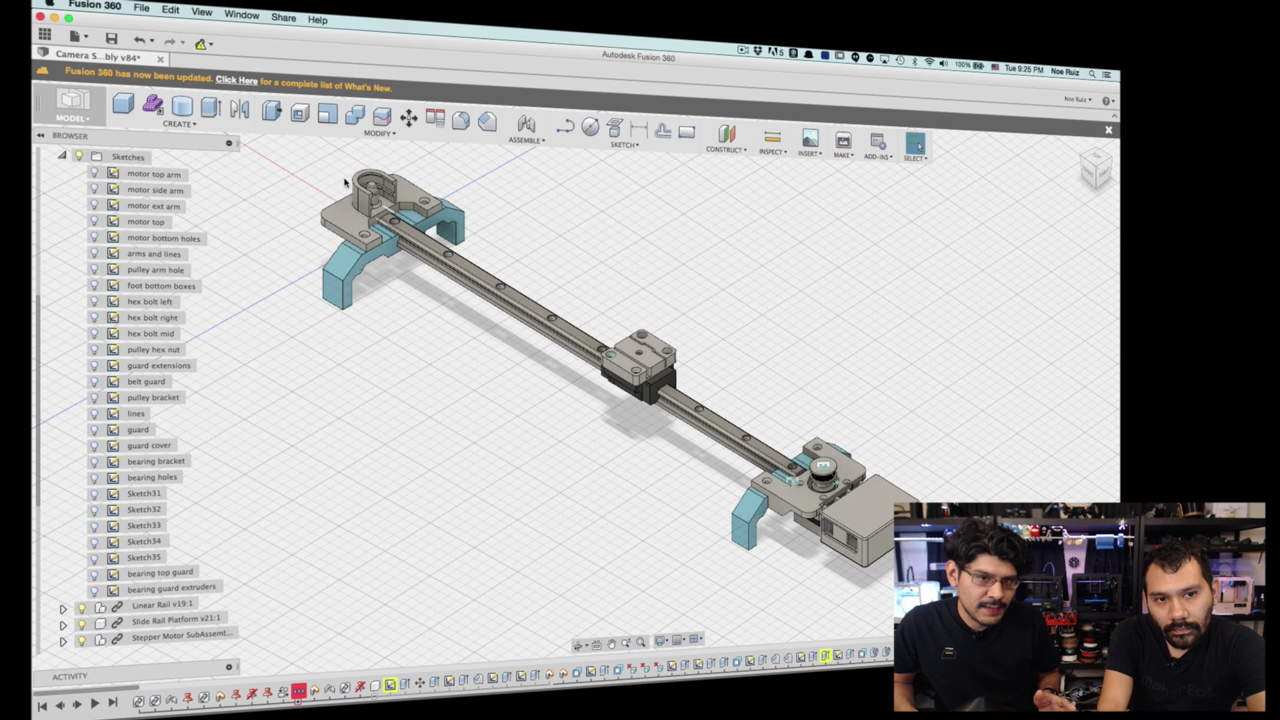 Fusion 360 File Edit View Window Share Help
100% Tue 9:25 PM Noe Ruiz
Autodesk Fusion 360
Camera S...bly v84*
Noe Ruiz
Fusion 360 has now been updated. Click Here for a complete list of What's New.
MODEL
CREATE
MODIFY
ASSEMBLE
SKETCH
CONSTRUCT
INSPECT
INSERT
MAKE
ADD-INS
SELECT
BROWSER
Sketches
motor top arm
motor side arm
motor ext arm
motor top
motor bottom holes
arms and lines
pulley arm hole
foot bottom boxes
hex bolt left
hex bolt right
hex bolt mid
pulley hex nut
guard extensions
belt guard
pulley bracket
lines
guard
guard cover
bearing bracket
bearing holes
Sketch31
Sketch32
Sketch33
Sketch34
Sketch35
bearing top guard
bearing guard extruders
Linear Rail v19:1
Slide Rail Platform v21:1
Stepper Motor SubAssemt...
ACTIVITY